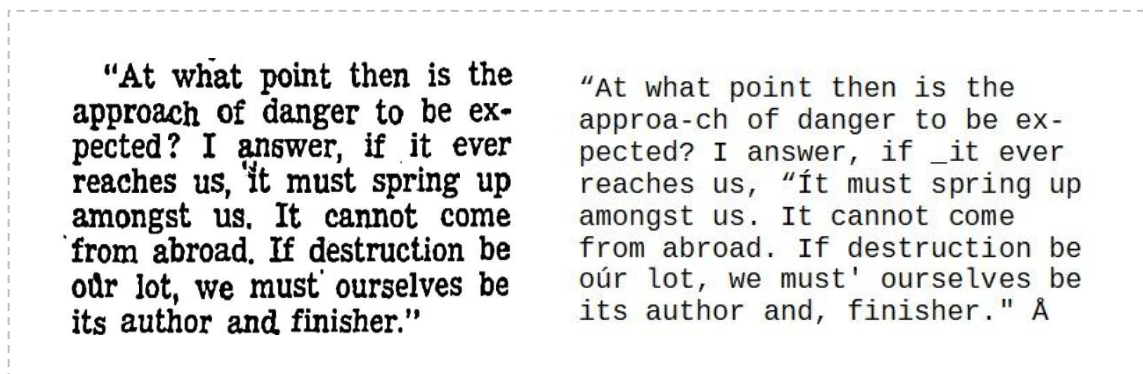 “At what point then is the
approach of danger to be ex-
pected? I answer, if it ever
reaches us, it must spring up
amongst us. It cannot come
from abroad. If destruction be
our lot, we must ourselves be
its author and finisher.”
“At what point then is the
approa-ch of danger to be ex-
pected? I answer, if _it ever
reaches us, “Ít must spring up
amongst us. It cannot come
from abroad. If destruction be
oúr lot, we must' ourselves be
its author and, finisher." Å